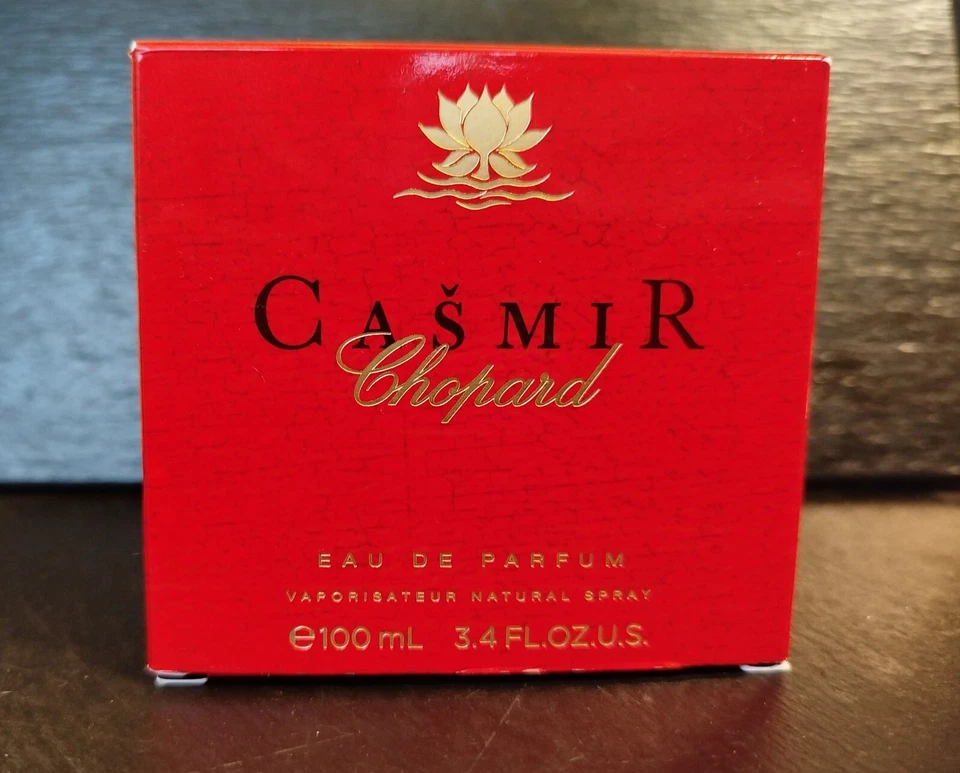 CAŠMIR
Chopard
EAU DE PARFUM
VAPORISATEUR NATURAL SPRAY
℮100 mL 3.4 FL.OZ.U.S.